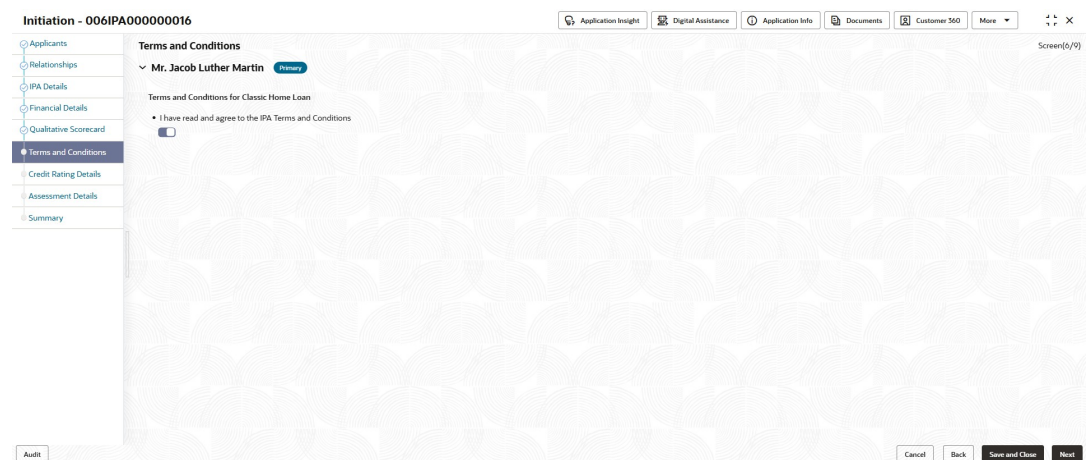 Initiation - 006IPA000000016
Application Insight
Digital Assistance
Application Info
Documents
Customer 360
More
Applicants
Relationships
IPA Details
Financial Details
Qualitative Scorecard
Terms and Conditions
Credit Rating Details
Assessment Details
Summary
Terms and Conditions
Screen(6/9)
Mr. Jacob Luther Martin Primary
Terms and Conditions for Classic Home Loan
• I have read and agree to the IPA Terms and Conditions
Audit
Cancel
Back
Save and Close
Next